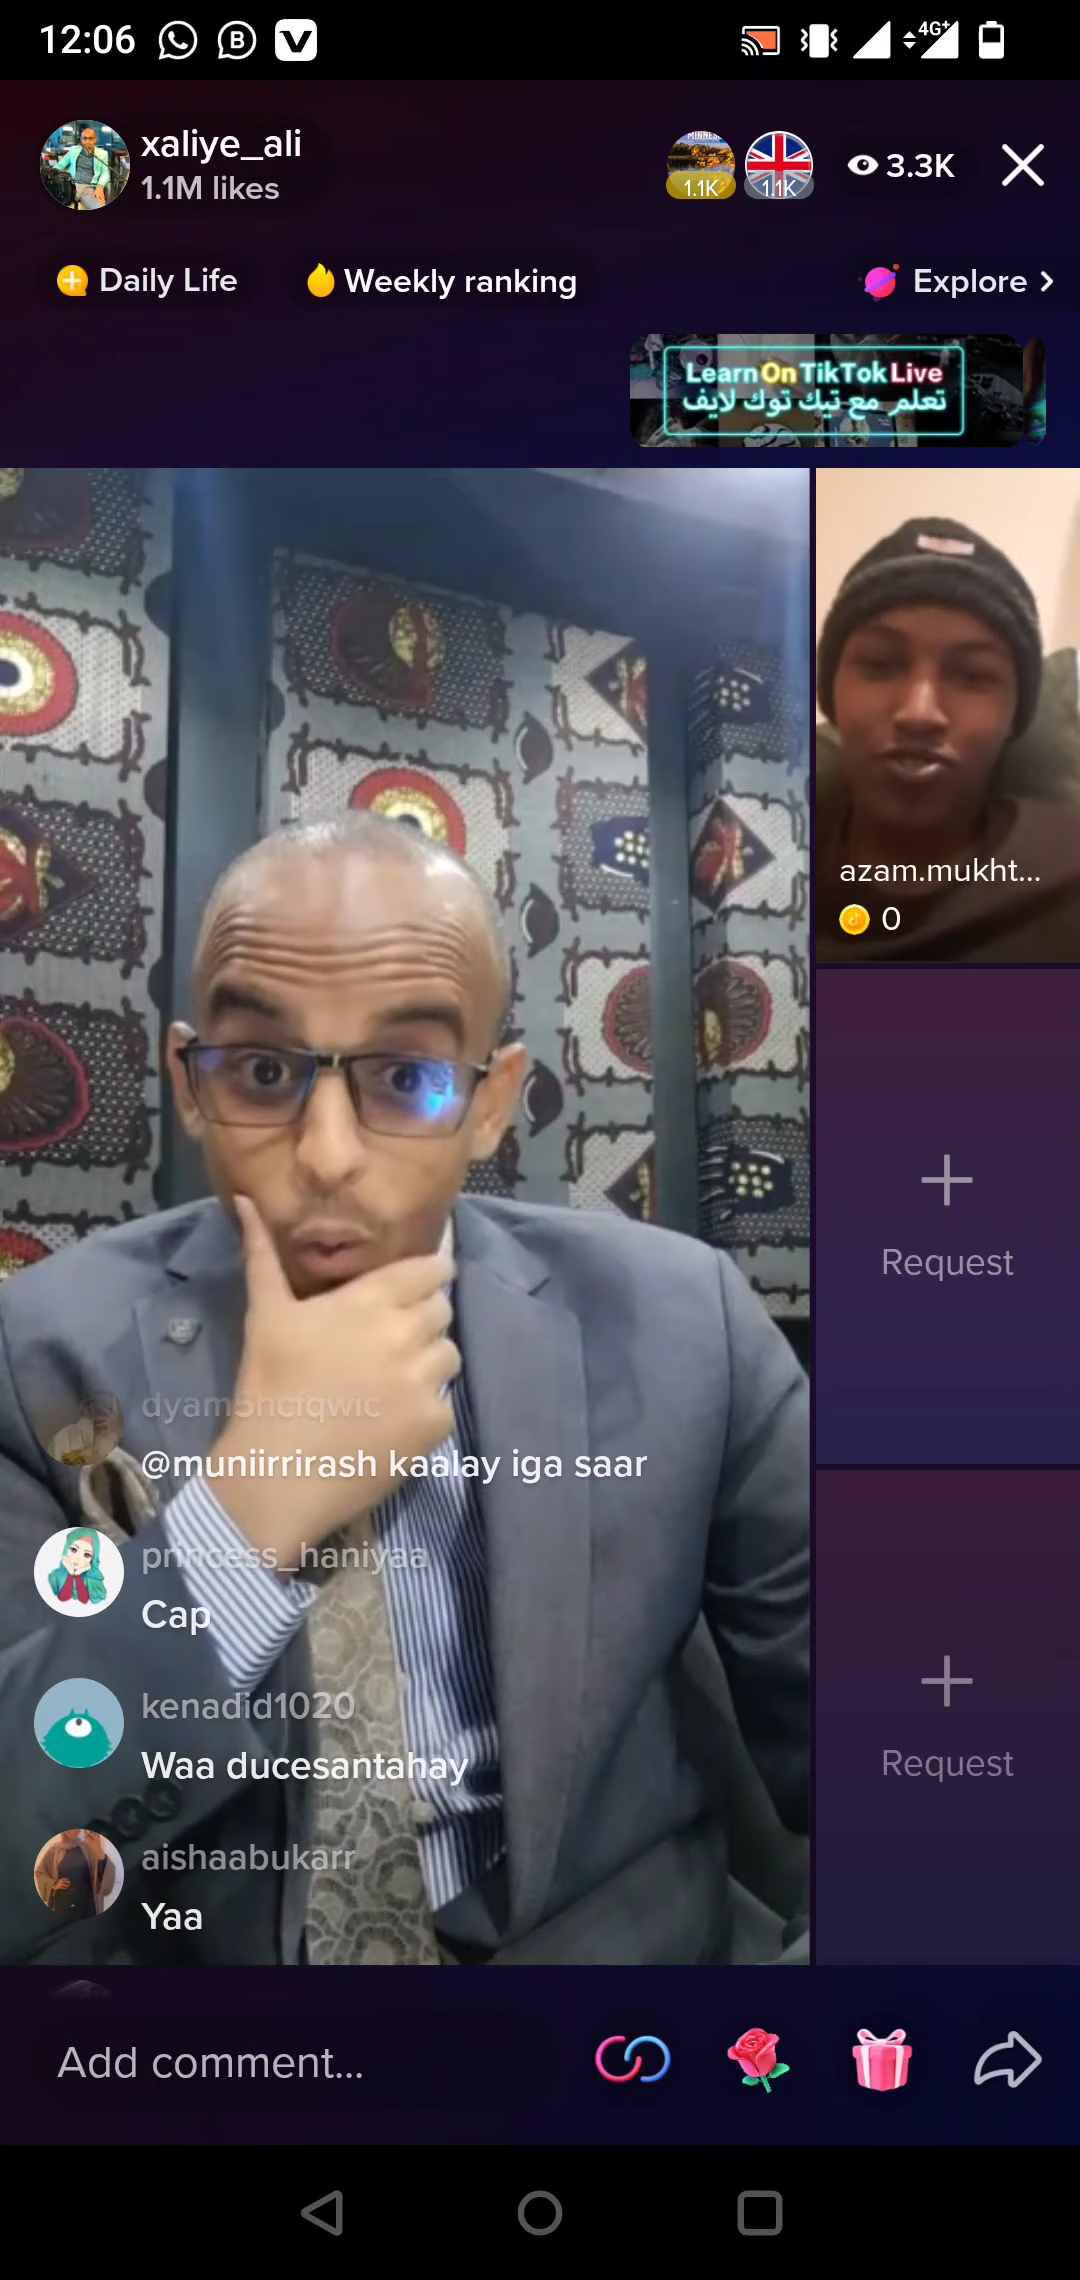 12:06
4G+
xaliye_ali
1.1M likes
1.1K
1.1K
3.3K
Daily Life
Weekly ranking
Explore
Learn On TikTok Live
تعلم مع تيك توك لايف
azam.mukht...
0
Request
Request
dyam5hcfqwic
@muniirrirash kaalay iga saar
princess_haniyaa
Cap
kenadid1020
Waa ducesantahay
aishaabukarr
Yaa
Add comment...